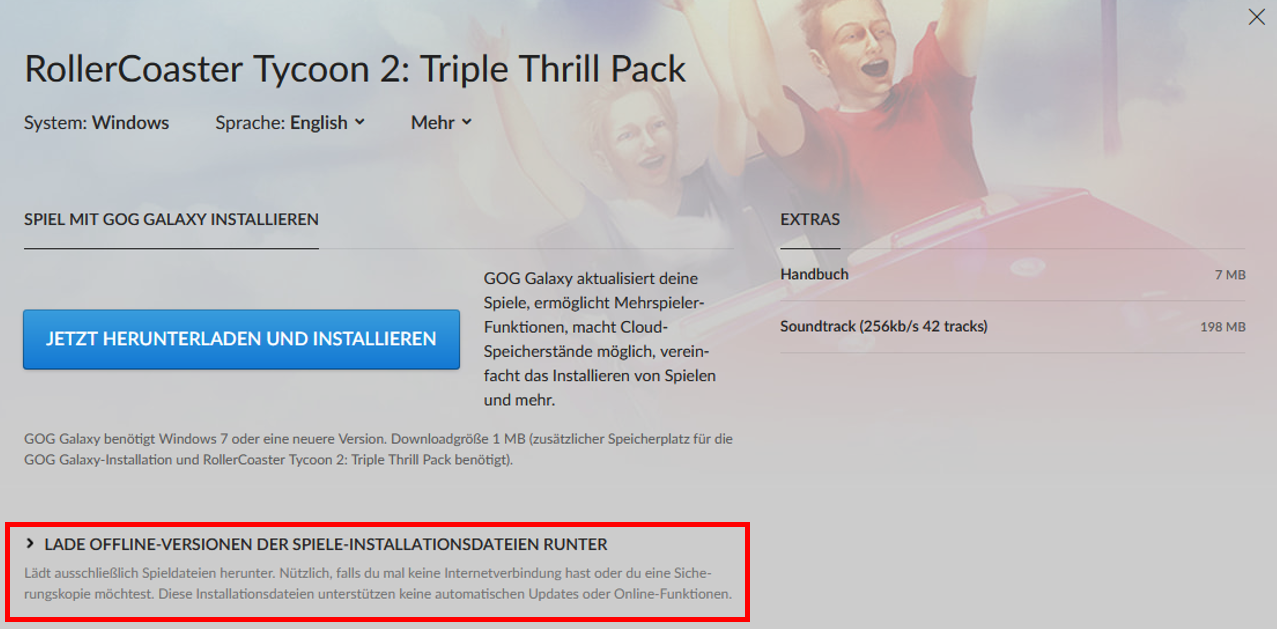 RollerCoaster Tycoon 2: Triple Thrill Pack
System: Windows Sprache: English Mehr
SPIEL MIT GOG GALAXY INSTALLIEREN
JETZT HERUNTERLADEN UND INSTALLIEREN
GOG Galaxy aktualisiert deine
Spiele, ermöglicht Mehrspieler-
Funktionen, macht Cloud-
Speicherstände möglich, verein-
facht das Installieren von Spielen
und mehr.
GOG Galaxy benötigt Windows 7 oder eine neuere Version. Downloadgröße 1 MB (zusätzlicher Speicherplatz für die
GOG Galaxy-Installation und RollerCoaster Tycoon 2: Triple Thrill Pack benötigt).
EXTRAS
Handbuch 7 MB
Soundtrack (256kb/s 42 tracks) 198 MB
LADE OFFLINE-VERSIONEN DER SPIELE-INSTALLATIONSDATEIEN RUNTER
Lädt ausschließlich Spieldateien herunter. Nützlich, falls du mal keine Internetverbindung hast oder du eine Siche-
rungskopie möchtest. Diese Installationsdateien unterstützen keine automatischen Updates oder Online-Funktionen.